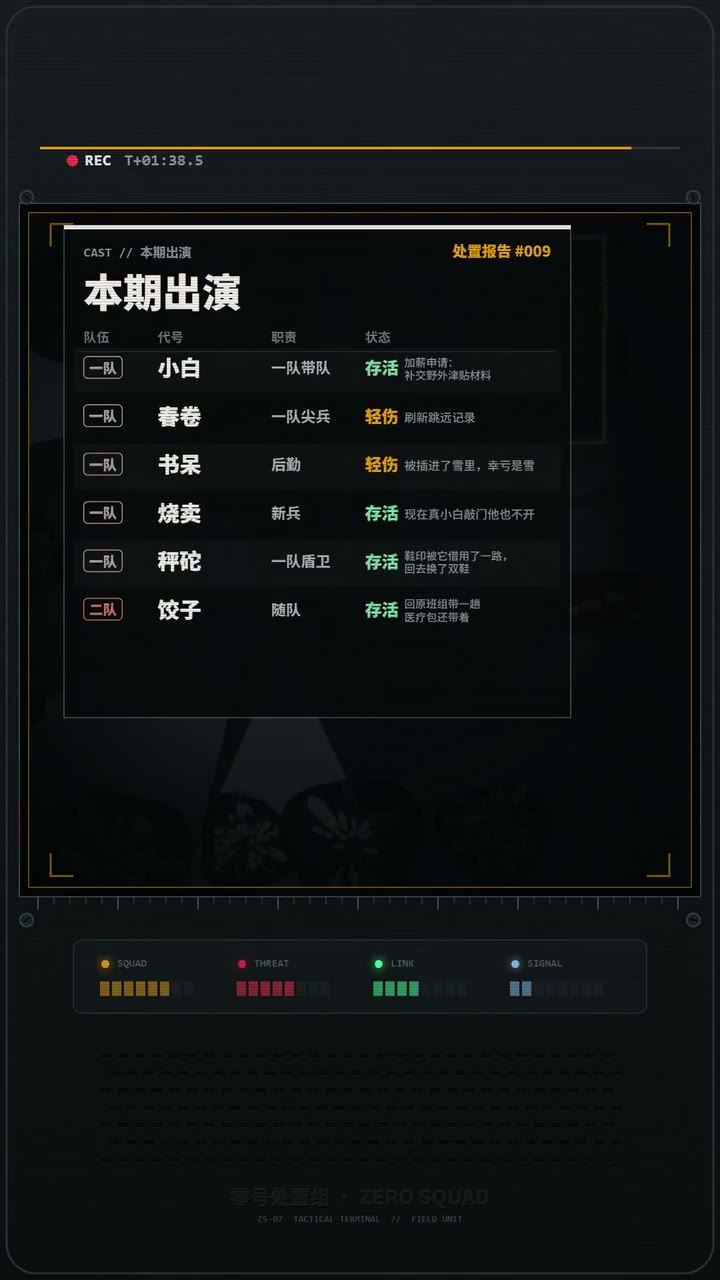 REC T+01:38.5
CAST // 本期出演
处置报告 #009
本期出演
队伍 代号 职责 状态
一队 小白 一队带队 存活 加薪申请:
补交野外津贴材料
一队 春卷 一队尖兵 轻伤 刷新跳远记录
一队 书呆 后勤 轻伤 被插进了雪里，幸亏是雪
一队 烧卖 新兵 存活 现在真小白敲门他也不开
一队 秤砣 一队盾卫 存活 鞋印被它借用了一路，
回去换了双鞋
二队 饺子 随队 存活 回原班组带一趟
医疗包还带着
SQUAD THREAT LINK SIGNAL
零号处置组 • ZERO SQUAD
ZS-07 TACTICAL TERMINAL // FIELD UNIT